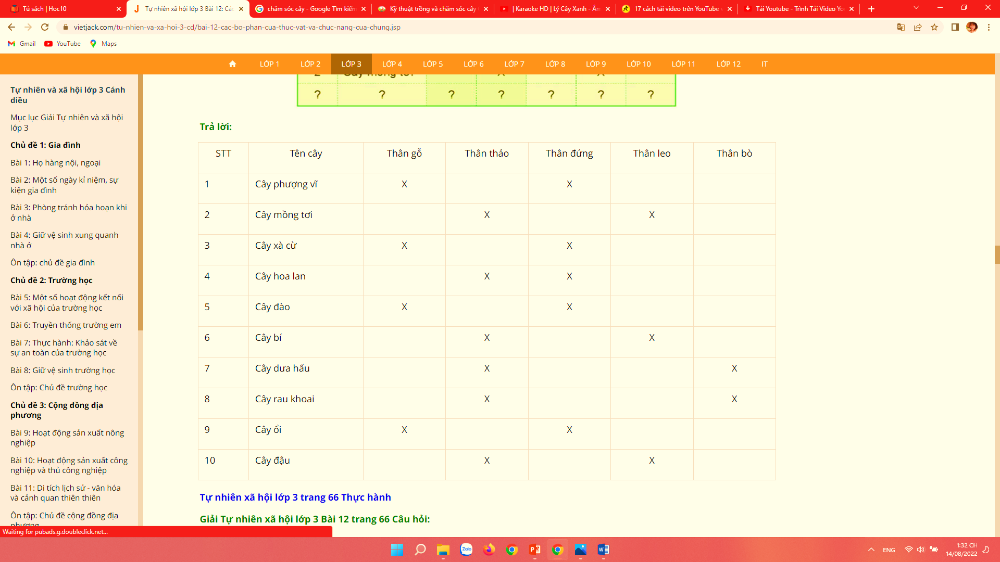 Tủ sách | Hoc10
Tự nhiên xã hội lớp 3 Bài 12: Cá
chăm sóc cây - Google Tìm kiếm
Kỹ thuật trồng và chăm sóc cây
| Karaoke HD | Lý Cây Xanh - Âm
17 cách tải video trên YouTube
Tải Youtube - Trình Tải Video Yo
vietjack.com/tu-nhien-va-xa-hoi-3-cd/bai-12-cac-bo-phan-cua-thuc-vat-va-chuc-nang-cua-chung.jsp
Gmail YouTube Maps
LỚP 1 LỚP 2 LỚP 3 LỚP 4 LỚP 5 LỚP 6 LỚP 7 LỚP 8 LỚP 9 LỚP 10 LỚP 11 LỚP 12 IT
Tự nhiên và xã hội lớp 3 Cánh
diều
Mục lục Giải Tự nhiên và xã hội
lớp 3
Chủ đề 1: Gia đình
Bài 1: Họ hàng nội, ngoại
Bài 2: Một số ngày kỉ niệm, sự
kiện gia đình
Bài 3: Phòng tránh hỏa hoạn khi
ở nhà
Bài 4: Giữ vệ sinh xung quanh
nhà ở
Ôn tập: chủ đề gia đình
Chủ đề 2: Trường học
Bài 5: Một số hoạt động kết nối
với xã hội của trường học
Bài 6: Truyền thống trường em
Bài 7: Thực hành: Khảo sát về
sự an toàn của trường học
Bài 8: Giữ vệ sinh trường học
Ôn tập: Chủ đề trường học
Chủ đề 3: Cộng đồng địa
phương
Bài 9: Hoạt động sản xuất nông
nghiệp
Bài 10: Hoạt động sản xuất công
nghiệp và thủ công nghiệp
Bài 11: Di tích lịch sử - văn hóa
và cảnh quan thiên thiên
Ôn tập: Chủ đề cộng đồng địa
phương
2 Cây mồng tơi X X
? ? ? ? ? ? ?
Trả lời:
STT Tên cây Thân gỗ Thân thảo Thân đứng Thân leo Thân bò
1 Cây phượng vĩ X X
2 Cây mồng tơi X X
3 Cây xà cừ X X
4 Cây hoa lan X X
5 Cây đào X X
6 Cây bí X X
7 Cây dưa hấu X X
8 Cây rau khoai X X
9 Cây ổi X X
10 Cây đậu X X
Tự nhiên xã hội lớp 3 trang 66 Thực hành
Giải Tự nhiên xã hội lớp 3 Bài 12 trang 66 Câu hỏi:
Waiting for pubads.g.doubleclick.net...
Zalo
ENG
1:32 CH
14/08/2022